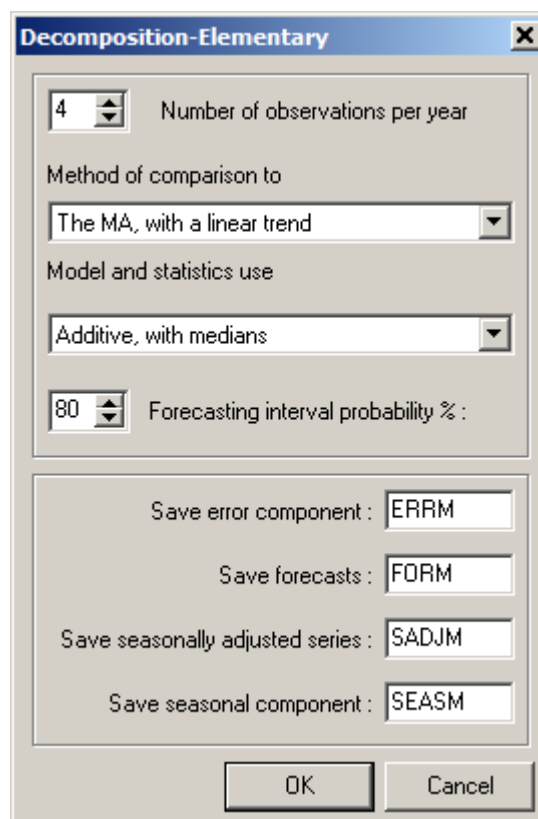 Decomposition-Elementary
4 Number of observations per year
Method of comparison to
The MA, with a linear trend
Model and statistics use
Additive, with medians
80 Forecasting interval probability % :
Save error component : ERRM
Save forecasts : FORM
Save seasonally adjusted series : SADJM
Save seasonal component : SEASM
OK Cancel